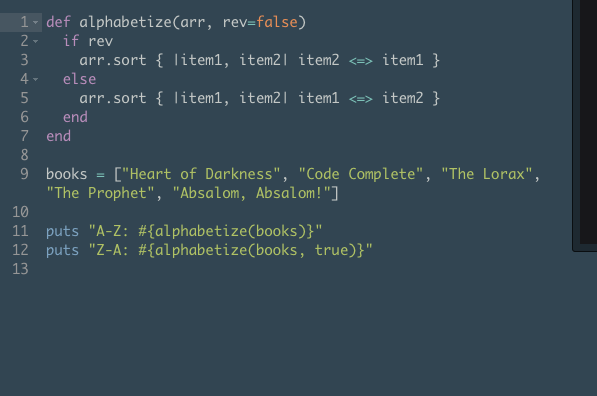 1 def alphabetize(arr, rev=false)
2   if rev
3     arr.sort { |item1, item2| item2 <=> item1 }
4   else
5     arr.sort { |item1, item2| item1 <=> item2 }
6   end
7 end
8
9 books = ["Heart of Darkness", "Code Complete", "The Lorax",
"The Prophet", "Absalom, Absalom!"]
10
11 puts "A-Z: #{alphabetize(books)}"
12 puts "Z-A: #{alphabetize(books, true)}"
13